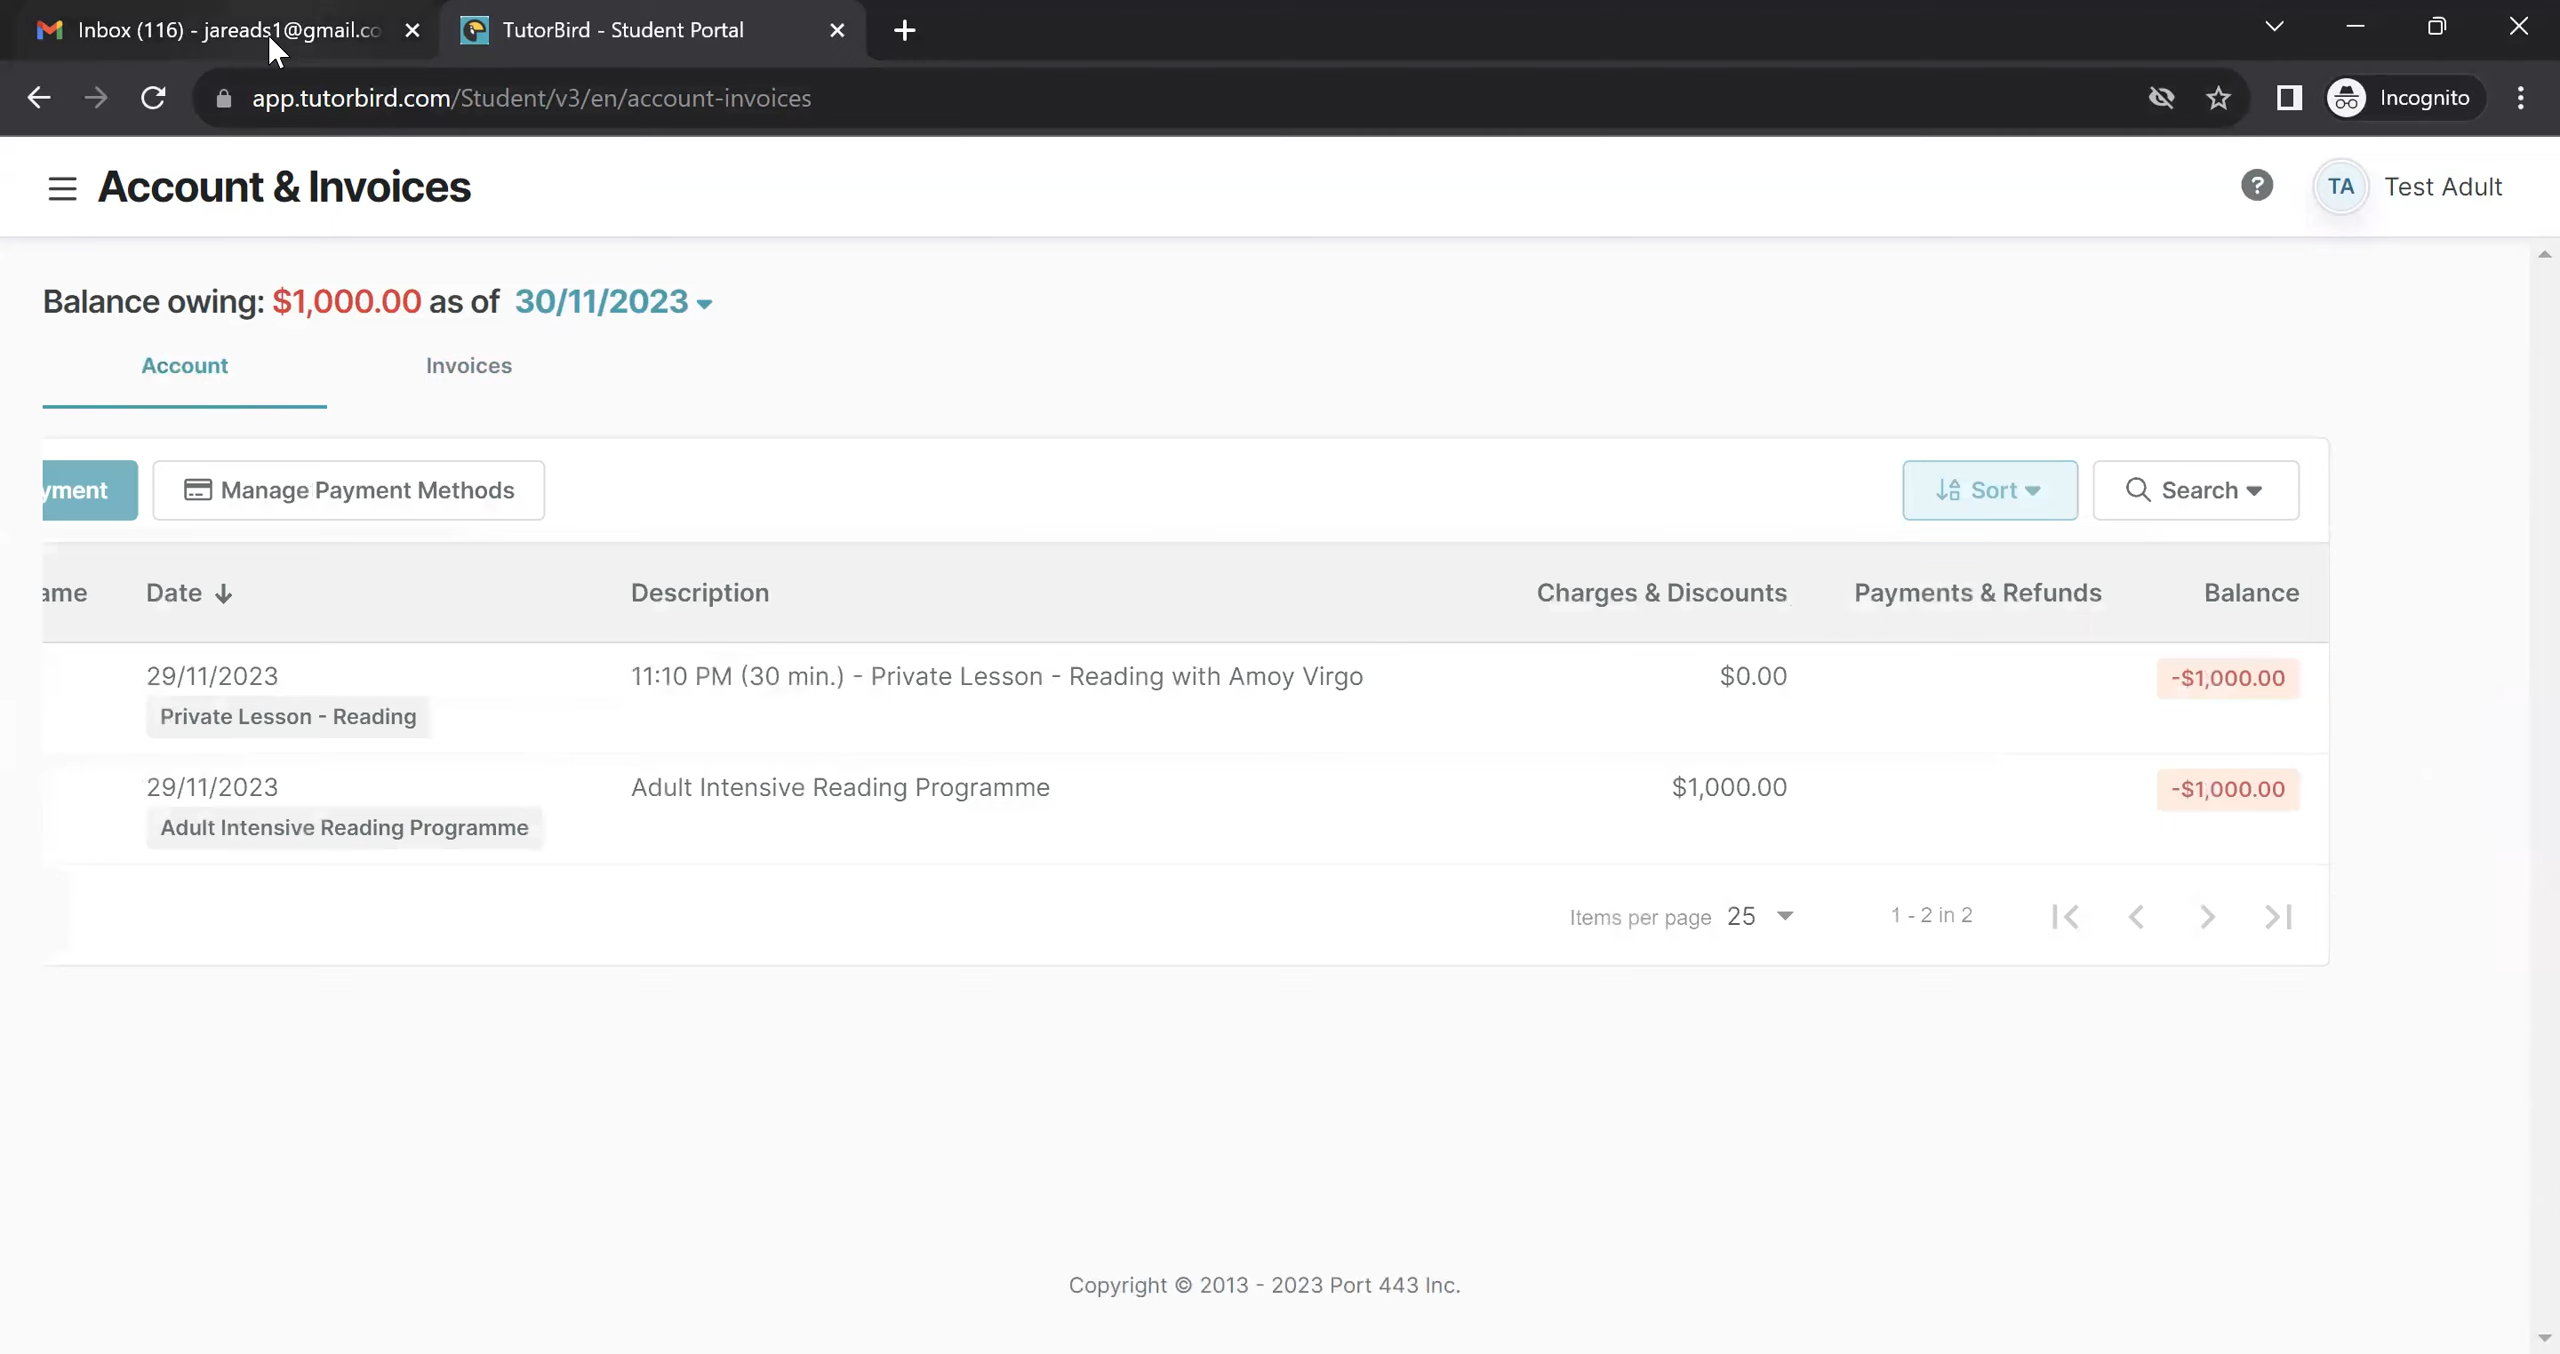 Inbox (116) - jareads1@gmail.co
TutorBird - Student Portal
app.tutorbird.com/Student/v3/en/account-invoices
Incognito
Account & Invoices
?
TA
Test Adult
Balance owing: $1,000.00 as of 30/11/2023
Account
Invoices
yment
Manage Payment Methods
Sort
Search
ame
Date
Description
Charges & Discounts
Payments & Refunds
Balance
29/11/2023
11:10 PM (30 min.) - Private Lesson - Reading with Amoy Virgo
$0.00
-$1,000.00
Private Lesson - Reading
29/11/2023
Adult Intensive Reading Programme
$1,000.00
-$1,000.00
Adult Intensive Reading Programme
Items per page 25
1 - 2 in 2
Copyright © 2013 - 2023 Port 443 Inc.